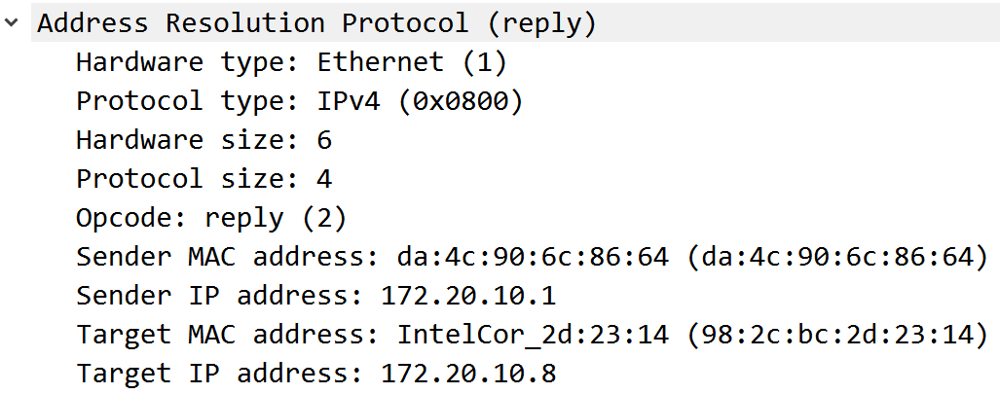 Address Resolution Protocol (reply)
Hardware type: Ethernet (1)
Protocol type: IPv4 (0x0800)
Hardware size: 6
Protocol size: 4
Opcode: reply (2)
Sender MAC address: da:4c:90:6c:86:64 (da:4c:90:6c:86:64)
Sender IP address: 172.20.10.1
Target MAC address: IntelCor_2d:23:14 (98:2c:bc:2d:23:14)
Target IP address: 172.20.10.8